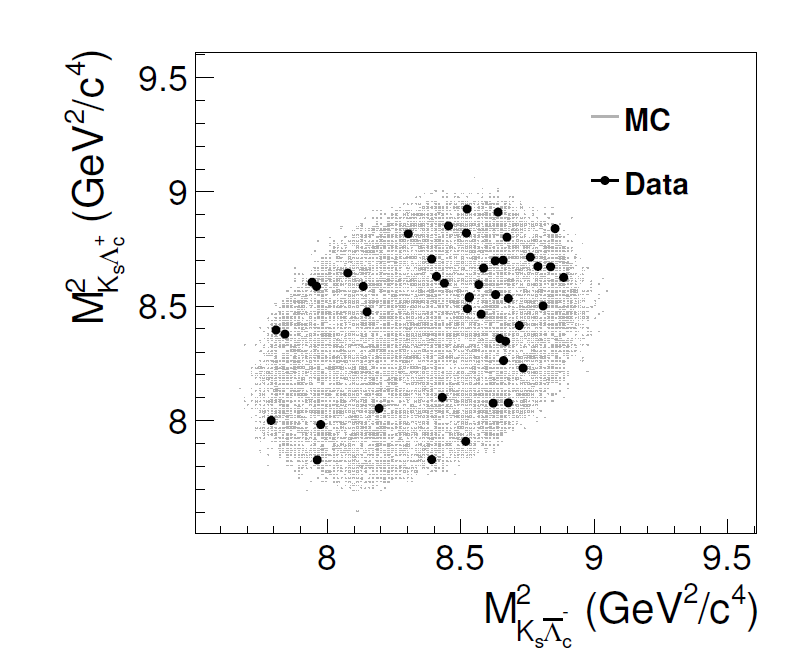 M²_{K_sΛ_c^+} (GeV²/c⁴)
9.5
9
8.5
8
MC
Data
8
8.5
9
9.5
M²_{K_s\overline{Λ}_c^-} (GeV²/c⁴)